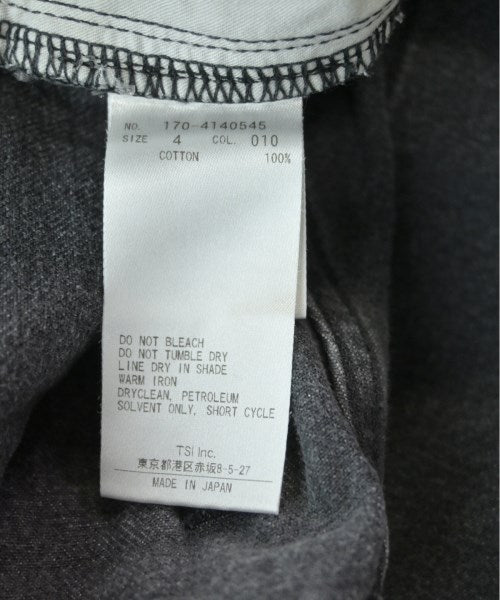 NO. 170-4140545
SIZE 4 COL. 010
COTTON 100%
DO NOT BLEACH
DO NOT TUMBLE DRY
LINE DRY IN SHADE
WARM IRON
DRYCLEAN, PETROLEUM
SOLVENT ONLY, SHORT CYCLE
TSI Inc.
東京都港区赤坂8-5-27
MADE IN JAPAN